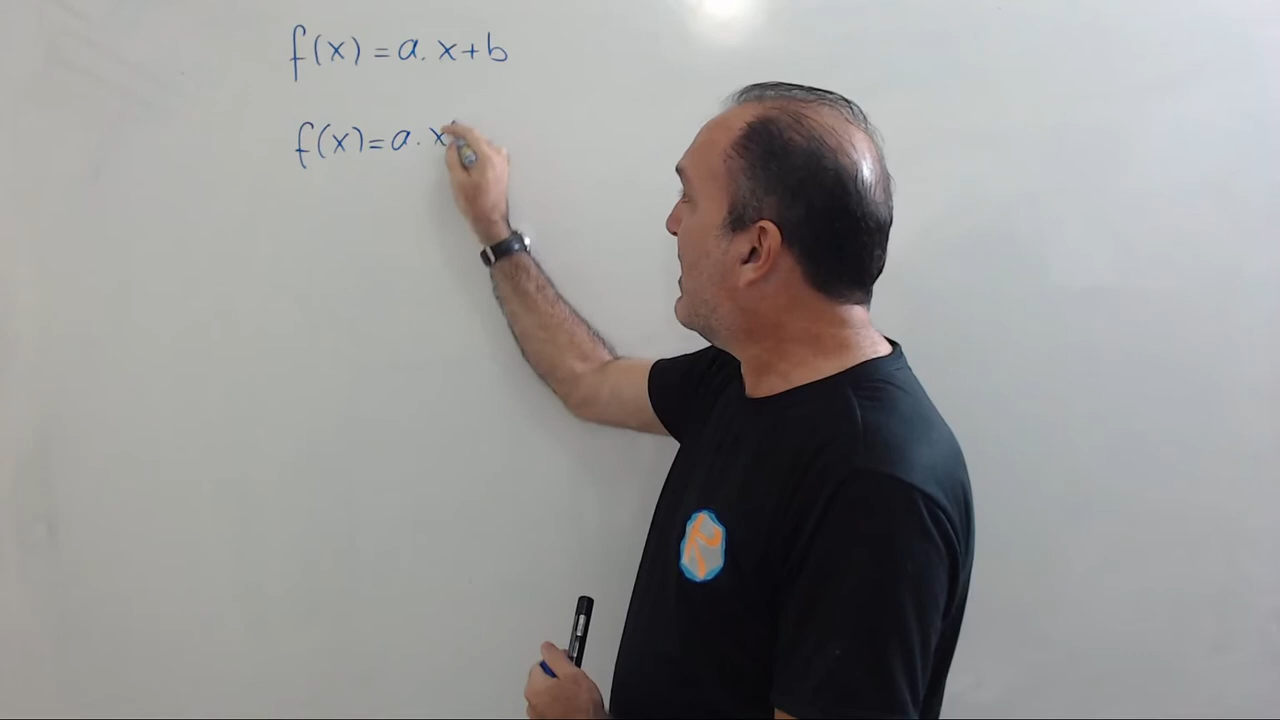 f(x) = a. x + b
f(x) = a. x